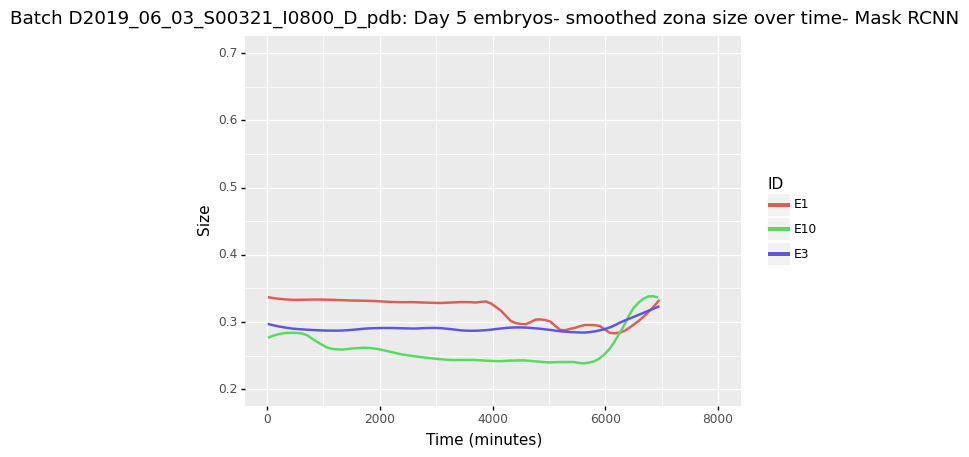 Batch D2019_06_03_S00321_I0800_D_pdb: Day 5 embryos- smoothed zona size over time- Mask RCNN
0.7
0.6
0.5
0.4
0.3
0.2
Size
0 2000 4000 6000 8000
Time (minutes)
ID
E1
E10
E3